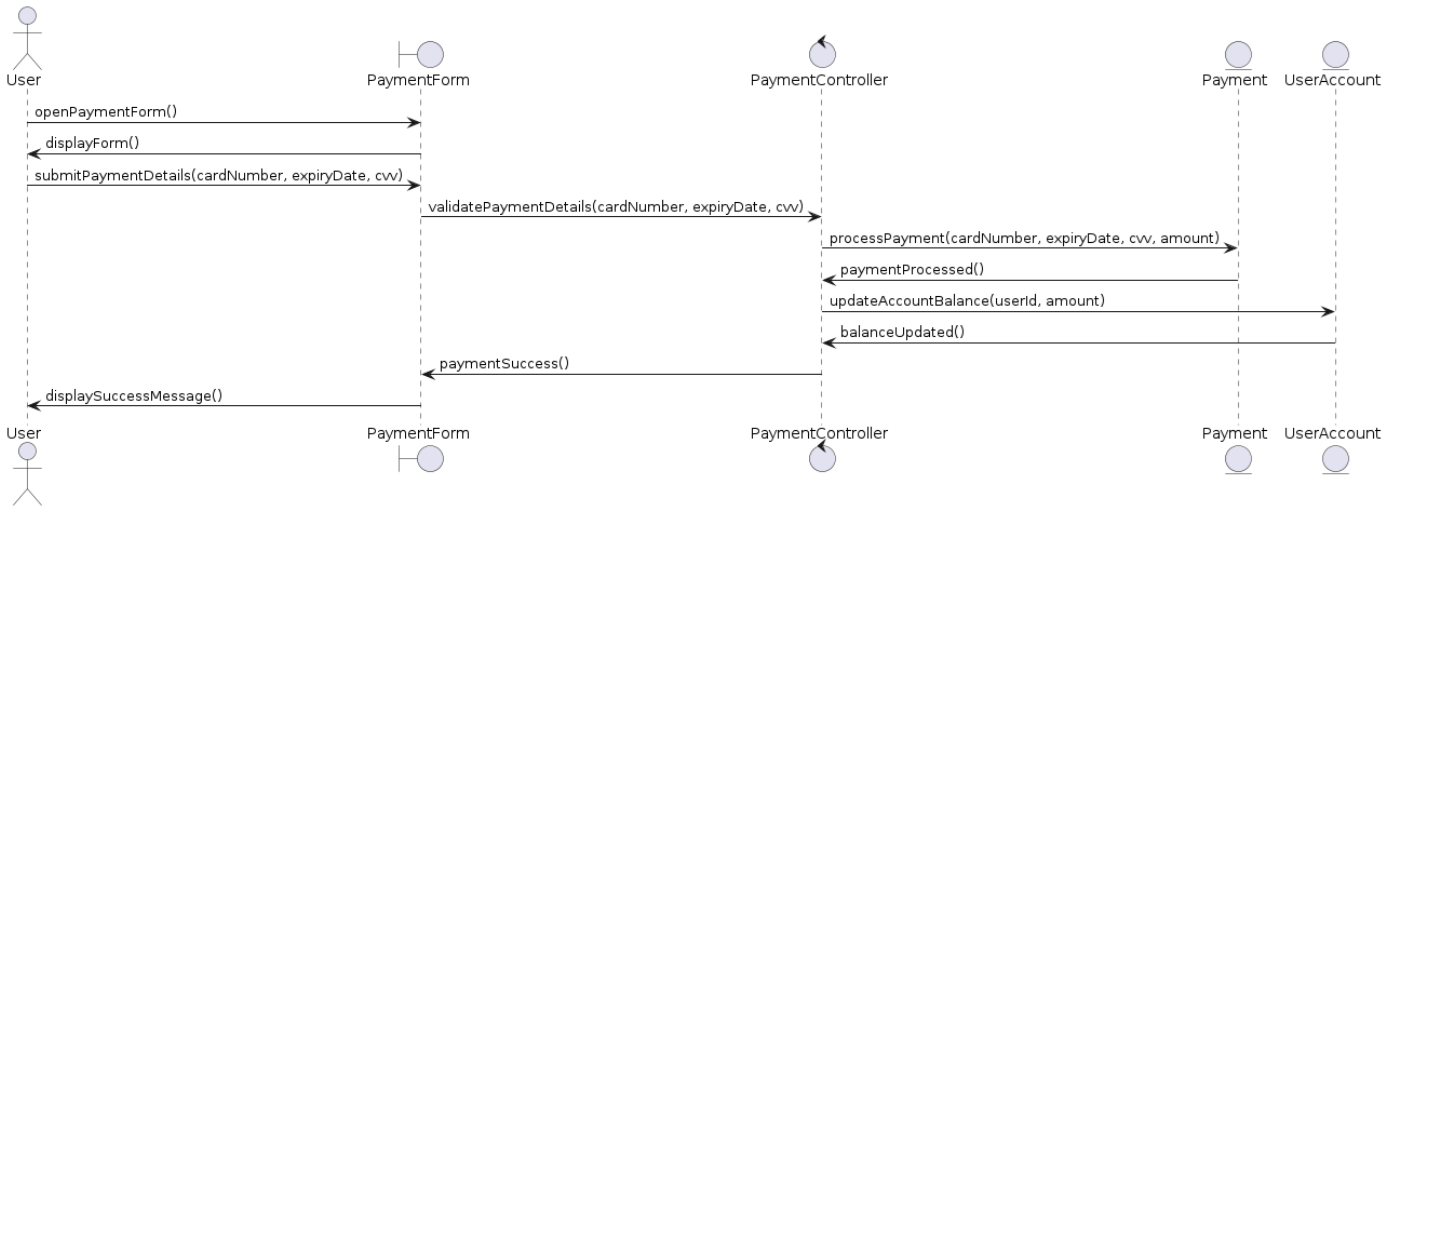 User
PaymentForm
PaymentController
Payment
UserAccount
openPaymentForm()
displayForm()
submitPaymentDetails(cardNumber, expiryDate, cvv)
validatePaymentDetails(cardNumber, expiryDate, cvv)
processPayment(cardNumber, expiryDate, cvv, amount)
paymentProcessed()
updateAccountBalance(userId, amount)
balanceUpdated()
paymentSuccess()
displaySuccessMessage()
User
PaymentForm
PaymentController
Payment
UserAccount